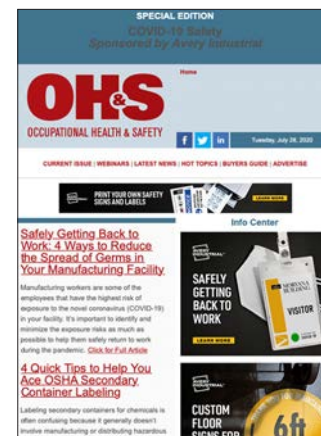 SPECIAL EDITION
COVID-19 Safety
Sponsored by Avery Industrial
Home
OH&S
OCCUPATIONAL HEALTH & SAFETY
f in
Tuesday, July 28, 2020
CURRENT ISSUE | WEBINARS | LATEST NEWS | HOT TOPICS | BUYERS GUIDE | ADVERTISE
PRINT YOUR OWN SAFETY
SIGNS AND LABELS
LEARN MORE
Safely Getting Back to
Work: 4 Ways to Reduce
the Spread of Germs in
Your Manufacturing Facility
Manufacturing workers are some of the
employees that have the highest risk of
exposure to the novel coronavirus (COVID-19)
in your facility. It's important to identify and
minimize the exposure risks as much as
possible to help them safely return to work
during the pandemic. Click for Full Article
4 Quick Tips to Help You
Ace OSHA Secondary
Container Labeling
Labeling secondary containers for chemicals is
often confusing because it generally doesn't
involve manufacturing or distributing hazardous
Info Center
AVERY
INDUSTRIAL
SAFELY
GETTING
BACK TO
WORK
LEARN MORE
BUILDING
VISITOR
AVERY
INDUSTRIAL
CUSTOM
FLOOR
SIGNS FOR
6ft